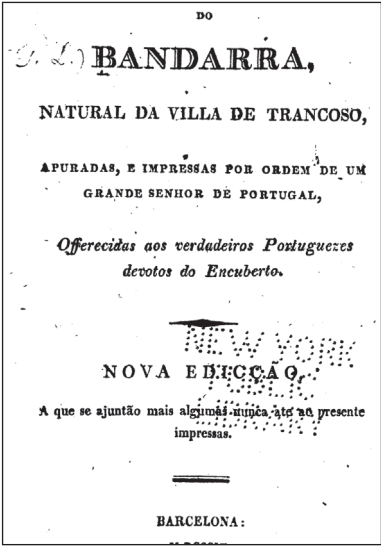 DO
(G. L.) BANDARRA,
NATURAL DA VILLA DE TRANCOSO,
APURADAS, E IMPRESSAS POR ORDEM DE UM
GRANDE SENHOR DE PORTUGAL,
Offerecidas aos verdadeiros Portuguezes
devotos do Encuberto.
NEW YORK
NOVA EDICÇÃO,
PUBLIC
A que se ajuntão mais algumas nunca até ao presente
LIBRARY
impressas.
BARCELONA: